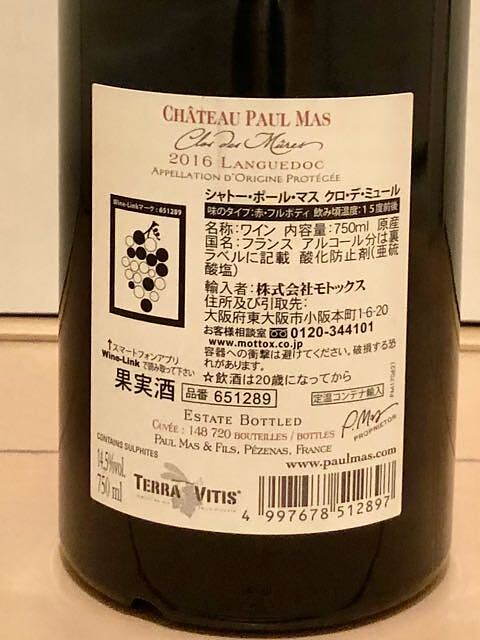 CHÂTEAU PAUL MAS
Clos des Mûres
2016 LANGUEDOC
APPELLATION D'ORIGINE PROTÉGÉE
シャトー・ポール・マス クロ・デ・ミュール
味のタイプ:赤・フルボディ 飲み頃温度:15度前後
Wine-Linkマーク:651289
名称:ワイン 内容量:750ml 原産
国名:フランス アルコール分は裏
ラベルに記載 酸化防止剤(亜硫
酸塩)
輸入者:株式会社モトックス
住所及び引取先:
大阪府東大阪市小阪本町1-6-20
お客様相談室 0120-344101
www.mottox.co.jp
容器への衝撃は避けてください。破損する恐
れがあります。
↑スマートフォンアプリ
Wine-Linkで読み取って下さい
☆飲酒は20歳になってから
果実酒
品番 651289
定温コンテナ輸入
ESTATE BOTTLED
CUVÉE : 148 720 BOUTEILLES / BOTTLES
PAUL MAS & FILS, PÉZENAS, FRANCE
P. Mas
PROPRIETOR
www.paulmas.com
CONTAINS SULPHITES
14,5%vol.
750 ml
TERRA VITIS
4 997678 512897